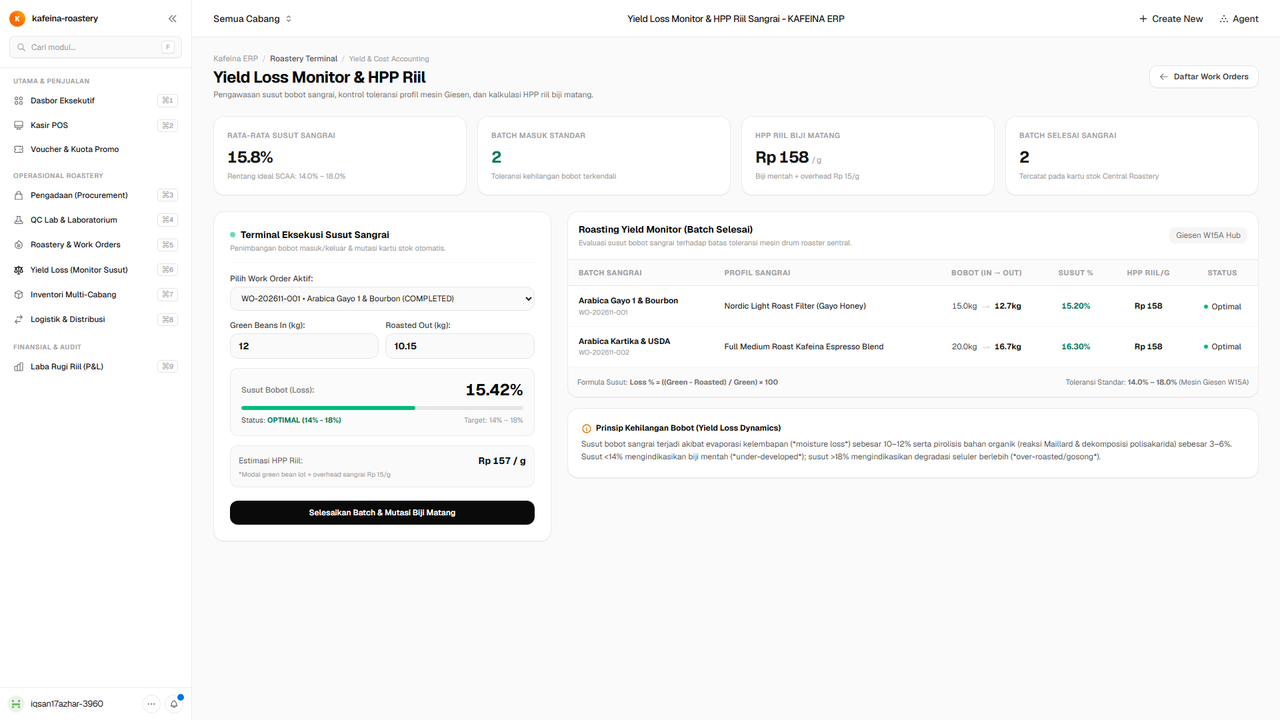 K kafeina-roastery
Cari modul... F
UTAMA & PENJUALAN
Dasbor Eksekutif ⌘1
Kasir POS ⌘2
Voucher & Kuota Promo
OPERASIONAL ROASTERY
Pengadaan (Procurement) ⌘3
QC Lab & Laboratorium ⌘4
Roastery & Work Orders ⌘5
Yield Loss (Monitor Susut) ⌘6
Inventori Multi-Cabang ⌘7
Logistik & Distribusi ⌘8
FINANSIAL & AUDIT
Laba Rugi Riil (P&L) ⌘9
iqsan17azhar-3960
Semua Cabang
Yield Loss Monitor & HPP Riil Sangrai - KAFEINA ERP
Create New
Agent
Kafeina ERP / Roastery Terminal / Yield & Cost Accounting
Yield Loss Monitor & HPP Riil
Pengawasan susut bobot sangrai, kontrol toleransi profil mesin Giesen, dan kalkulasi HPP riil biji matang.
← Daftar Work Orders
RATA-RATA SUSUT SANGRAI
15.8%
Rentang ideal SCAA: 14.0% – 18.0%
BATCH MASUK STANDAR
2
Toleransi kehilangan bobot terkendali
HPP RIIL BIJI MATANG
Rp 158 / g
Biji mentah + overhead Rp 15/g
BATCH SELESAI SANGRAI
2
Tercatat pada kartu stok Central Roastery
Terminal Eksekusi Susut Sangrai
Penimbangan bobot masuk/keluar & mutasi kartu stok otomatis.
Pilih Work Order Aktif:
WO-202611-001 • Arabica Gayo 1 & Bourbon (COMPLETED)
Green Beans In (kg): Roasted Out (kg):
12 10.15
Susut Bobot (Loss): 15.42%
Status: OPTIMAL (14% - 18%) Target: 14% – 18%
Estimasi HPP Riil: Rp 157 / g
*Modal green bean lot + overhead sangrai Rp 15/g
Selesaikan Batch & Mutasi Biji Matang
Roasting Yield Monitor (Batch Selesai)
Evaluasi susut bobot sangrai terhadap batas toleransi mesin drum roaster sentral.
Giesen W15A Hub
BATCH SANGRAI PROFIL SANGRAI BOBOT (IN → OUT) SUSUT % HPP RIIL/G STATUS
Arabica Gayo 1 & Bourbon
WO-202611-001
Nordic Light Roast Filter (Gayo Honey) 15.0kg → 12.7kg 15.20% Rp 158 Optimal
Arabica Kartika & USDA
WO-202611-002
Full Medium Roast Kafeina Espresso Blend 20.0kg → 16.7kg 16.30% Rp 158 Optimal
Formula Susut: Loss % = ((Green - Roasted) / Green) × 100 Toleransi Standar: 14.0% – 18.0% (Mesin Giesen W15A)
Prinsip Kehilangan Bobot (Yield Loss Dynamics)
Susut bobot sangrai terjadi akibat evaporasi kelembapan (*moisture loss*) sebesar 10–12% serta pirolisis bahan organik (reaksi Maillard & dekomposisi polisakarida) sebesar 3–6%.
Susut <14% mengindikasikan biji mentah (*under-developed*); susut >18% mengindikasikan degradasi seluler berlebih (*over-roasted/gosong*).